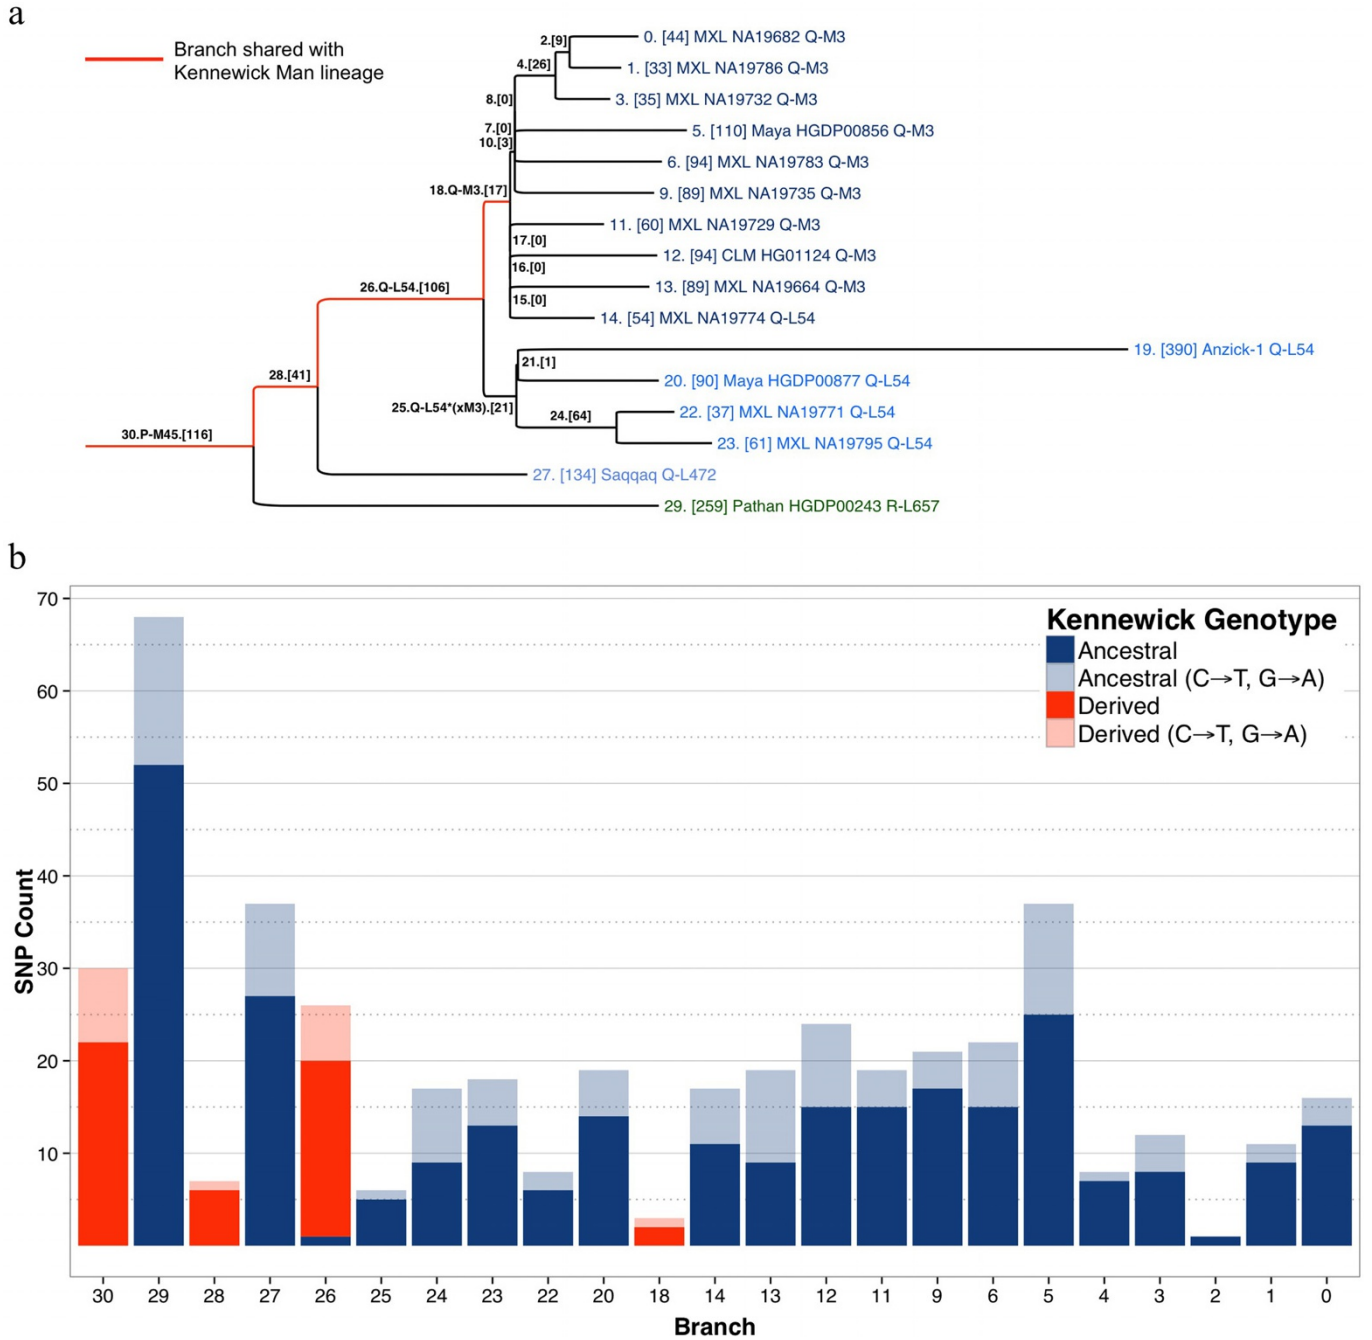 a
Branch shared with
Kennewick Man lineage
2.[9]
0. [44] MXL NA19682 Q-M3
4.[26]
1. [33] MXL NA19786 Q-M3
8.[0]
3. [35] MXL NA19732 Q-M3
7.[0]
5. [110] Maya HGDP00856 Q-M3
10.[3]
6. [94] MXL NA19783 Q-M3
18.Q-M3.[17]
9. [89] MXL NA19735 Q-M3
11. [60] MXL NA19729 Q-M3
17.[0]
12. [94] CLM HG01124 Q-M3
16.[0]
26.Q-L54.[106]
13. [89] MXL NA19664 Q-M3
15.[0]
14. [54] MXL NA19774 Q-L54
19. [390] Anzick-1 Q-L54
21.[1]
28.[41]
20. [90] Maya HGDP00877 Q-L54
25.Q-L54*(xM3).[21]
24.[64]
22. [37] MXL NA19771 Q-L54
30.P-M45.[116]
23. [61] MXL NA19795 Q-L54
27. [134] Saqqaq Q-L472
29. [259] Pathan HGDP00243 R-L657
b
Kennewick Genotype
Ancestral
Ancestral (C→T, G→A)
Derived
Derived (C→T, G→A)
SNP Count
70
60
50
40
30
20
10
30 29 28 27 26 25 24 23 22 20 18 14 13 12 11 9 6 5 4 3 2 1 0
Branch